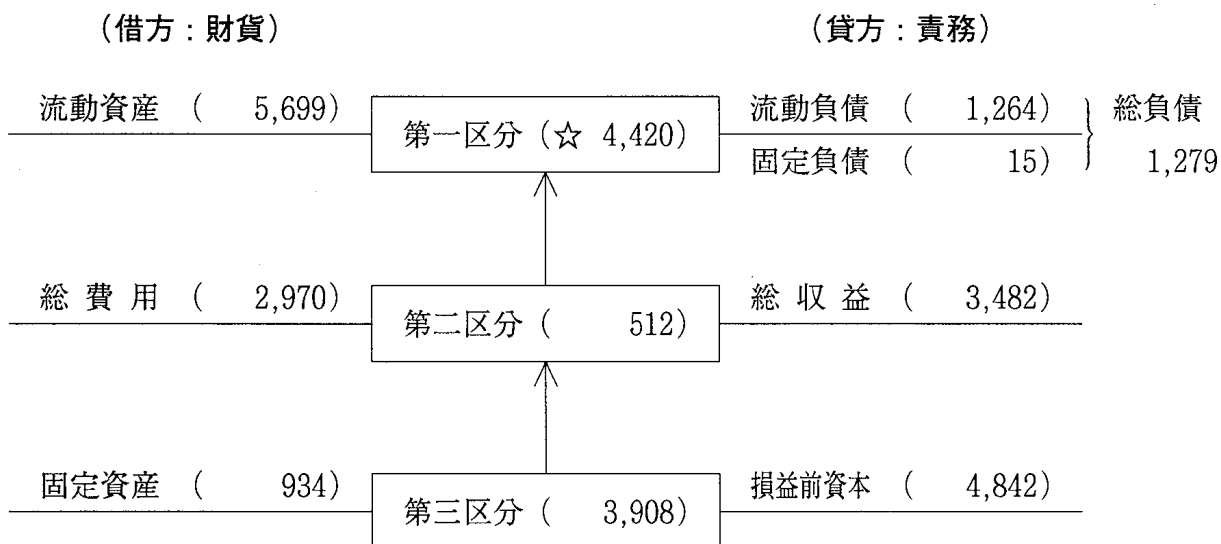 （借方：財貨） （貸方：責務）
流動資産 （ 5,699） 第一区分（☆ 4,420） 流動負債 （ 1,264） 総負債
固定負債 （ 15） 1,279
総費用 （ 2,970） 第二区分（ 512） 総収益 （ 3,482）
固定資産 （ 934） 第三区分（ 3,908） 損益前資本 （ 4,842）